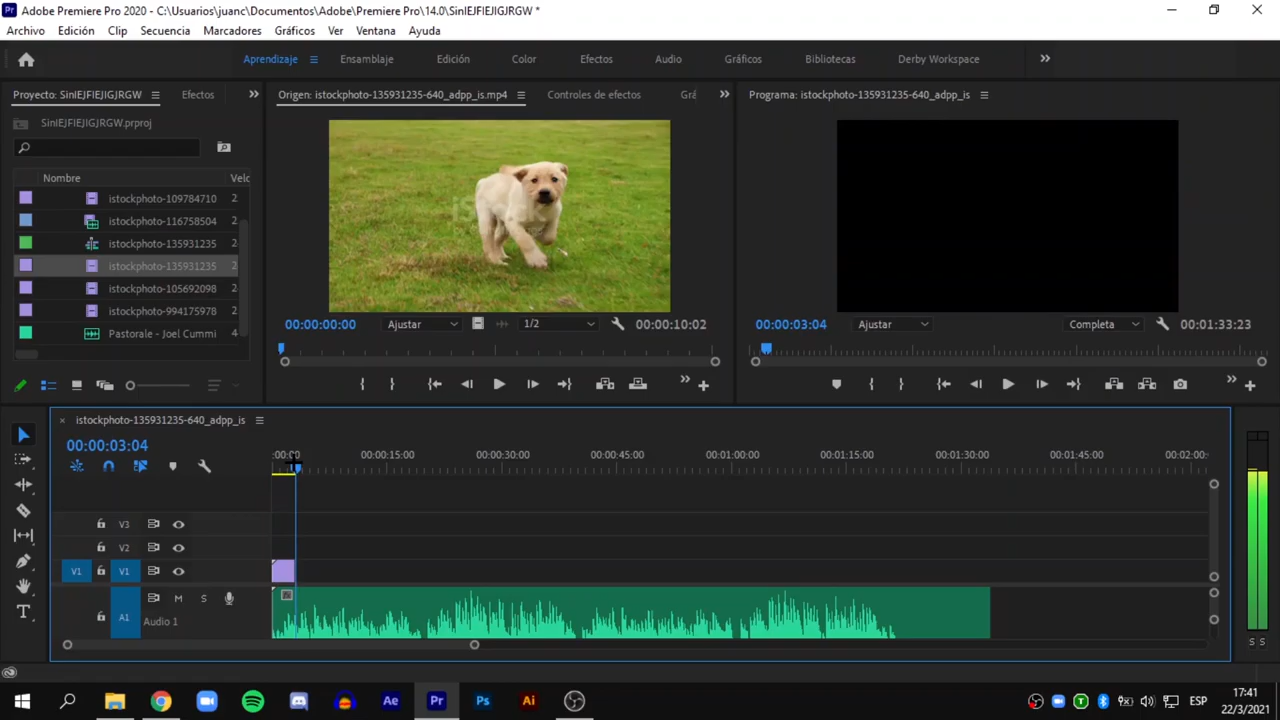 Adobe Premiere Pro 2020 - C:\Usuarios\juanc\Documentos\Adobe\Premiere Pro\14.0\SinIEJFIEJIGJRGW *
Archivo Edición Clip Secuencia Marcadores Gráficos Ver Ventana Ayuda
Aprendizaje Ensamblaje Edición Color Efectos Audio Gráficos Bibliotecas Derby Workspace
Proyecto: SinIEJFIEJIGJRGW Efectos
Origen: istockphoto-135931235-640_adpp_is.mp4 Controles de efectos Grá
Programa: istockphoto-135931235-640_adpp_is
SinIEJFIEJIGJRGW.prproj
Nombre Velc
istockphoto-109784710 2
istockphoto-116758504 2
istockphoto-135931235 2
istockphoto-135931235 2
istockphoto-105692098 2
istockphoto-994175978 2
Pastorale - Joel Cummi 4
00:00:00:00 Ajustar 1/2 00:00:10:02
00:00:03:04 Ajustar Completa 00:01:33:23
istockphoto-135931235-640_adpp_is
00:00:03:04
:00:00 00:00:15:00 00:00:30:00 00:00:45:00 00:01:00:00 00:01:15:00 00:01:30:00 00:01:45:00 00:02:00:
V3
V2
V1 V1
A1 M S
Audio 1
S S
Ae Pr Ps Ai
ESP
17:41
22/3/2021